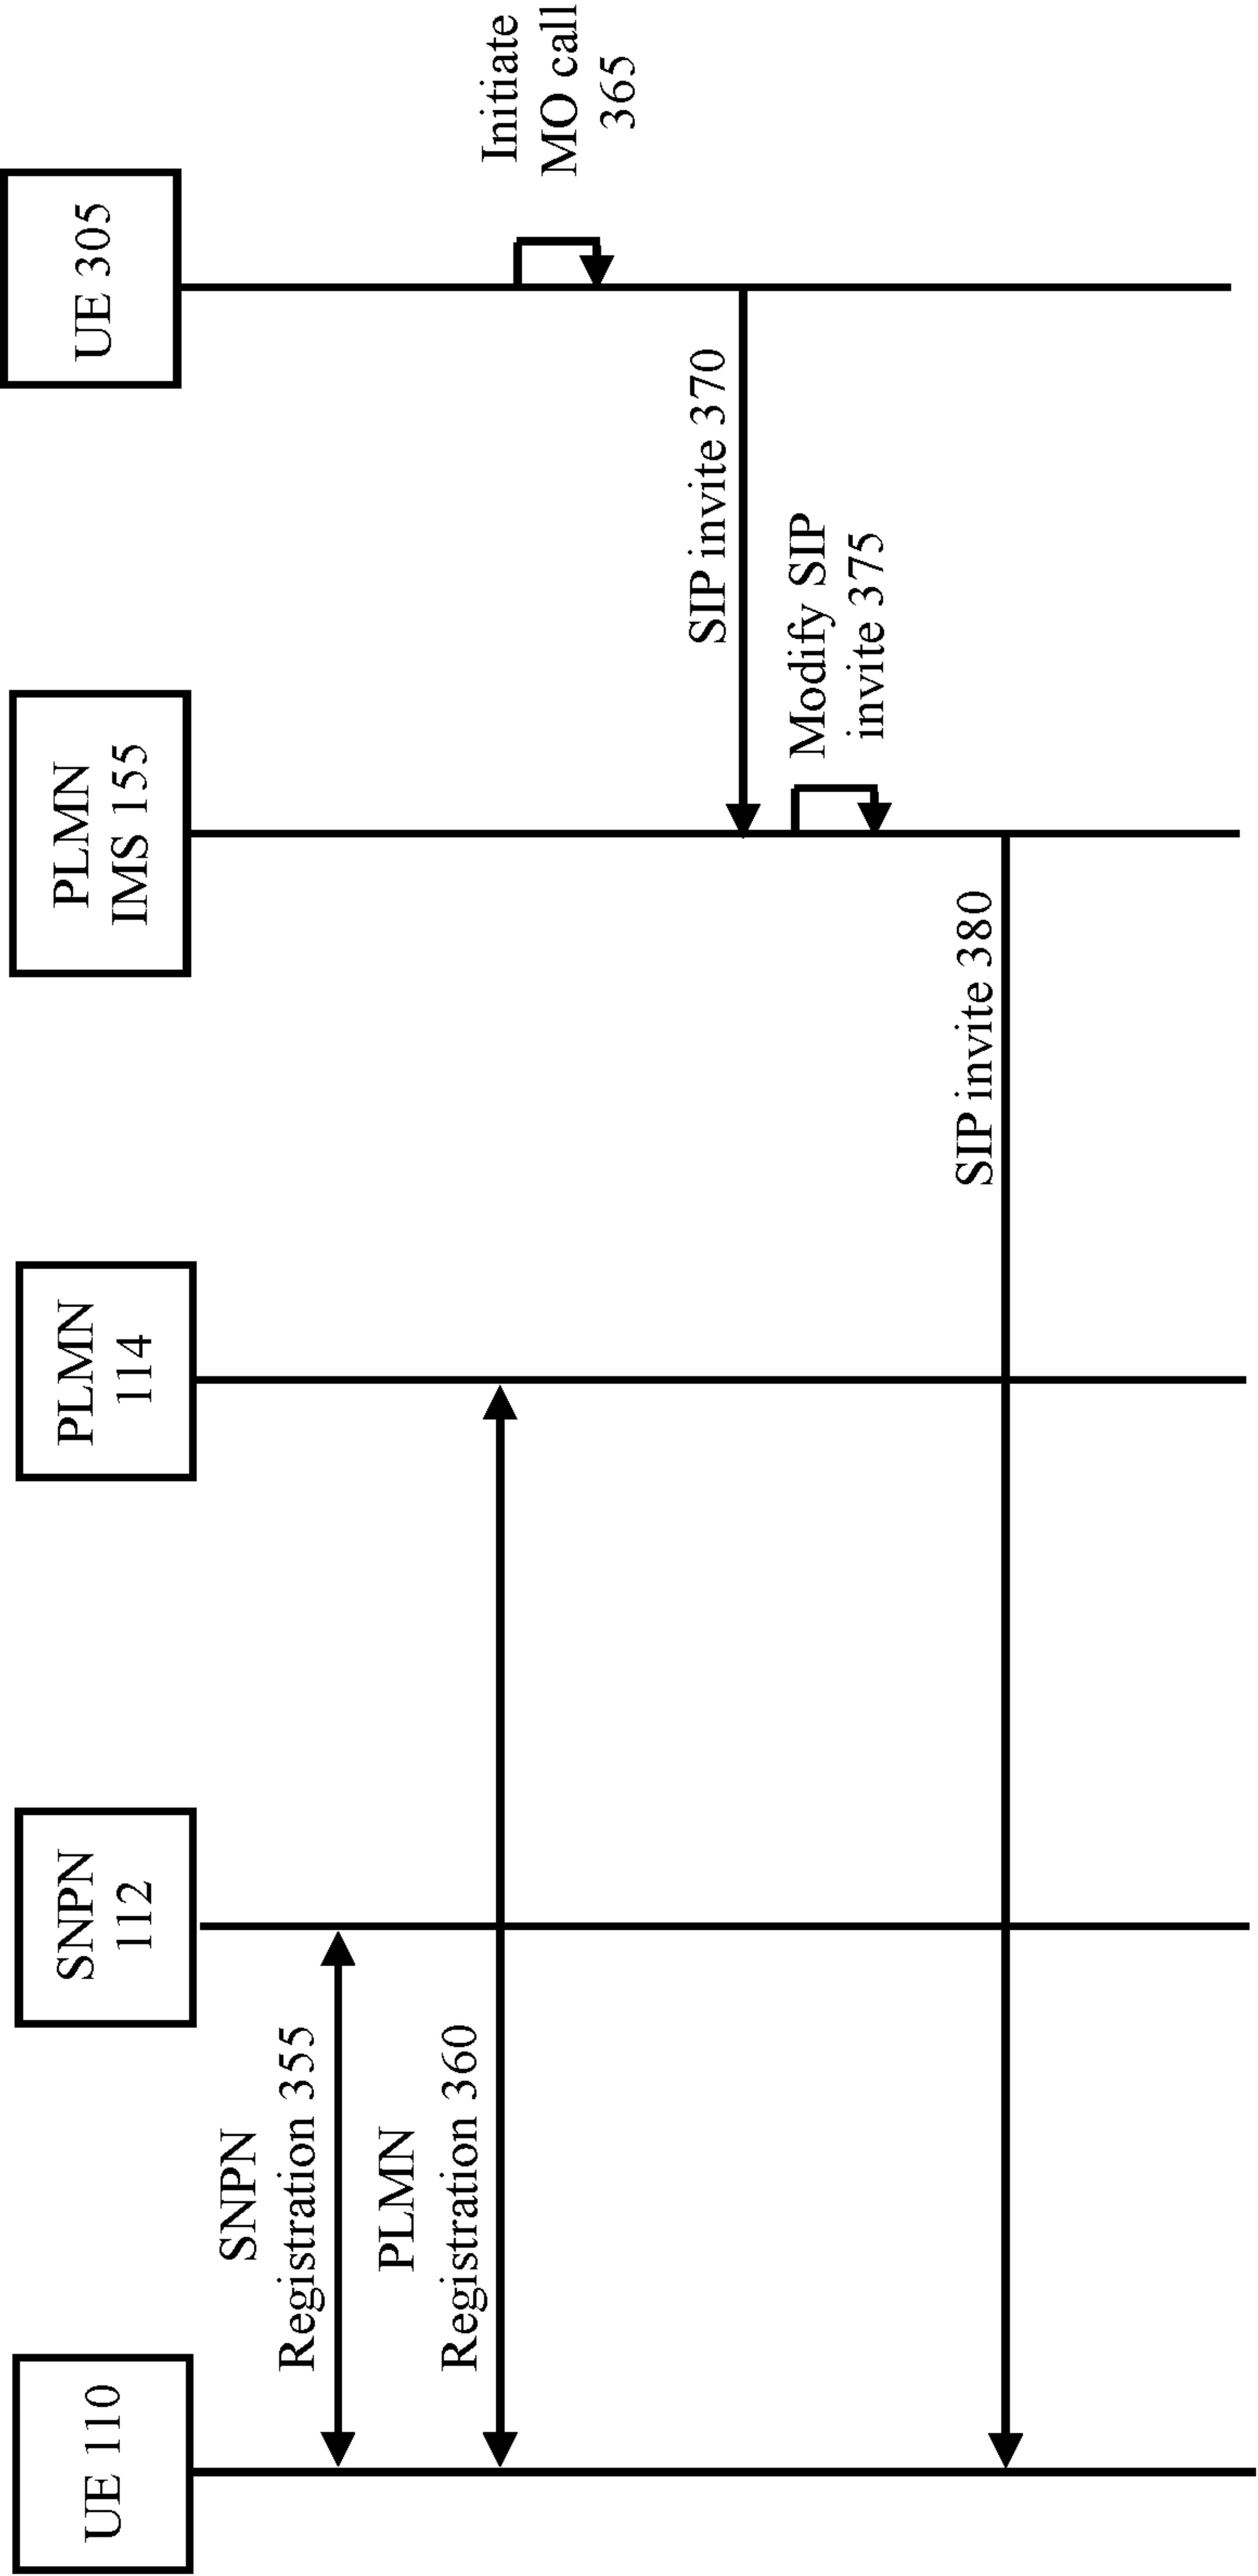 UE 110
SNPN
112
PLMN
114
PLMN
IMS 155
UE 305
SNPN
Registration 355
PLMN
Registration 360
Initiate
MO call
365
SIP invite 370
Modify SIP
invite 375
SIP invite 380